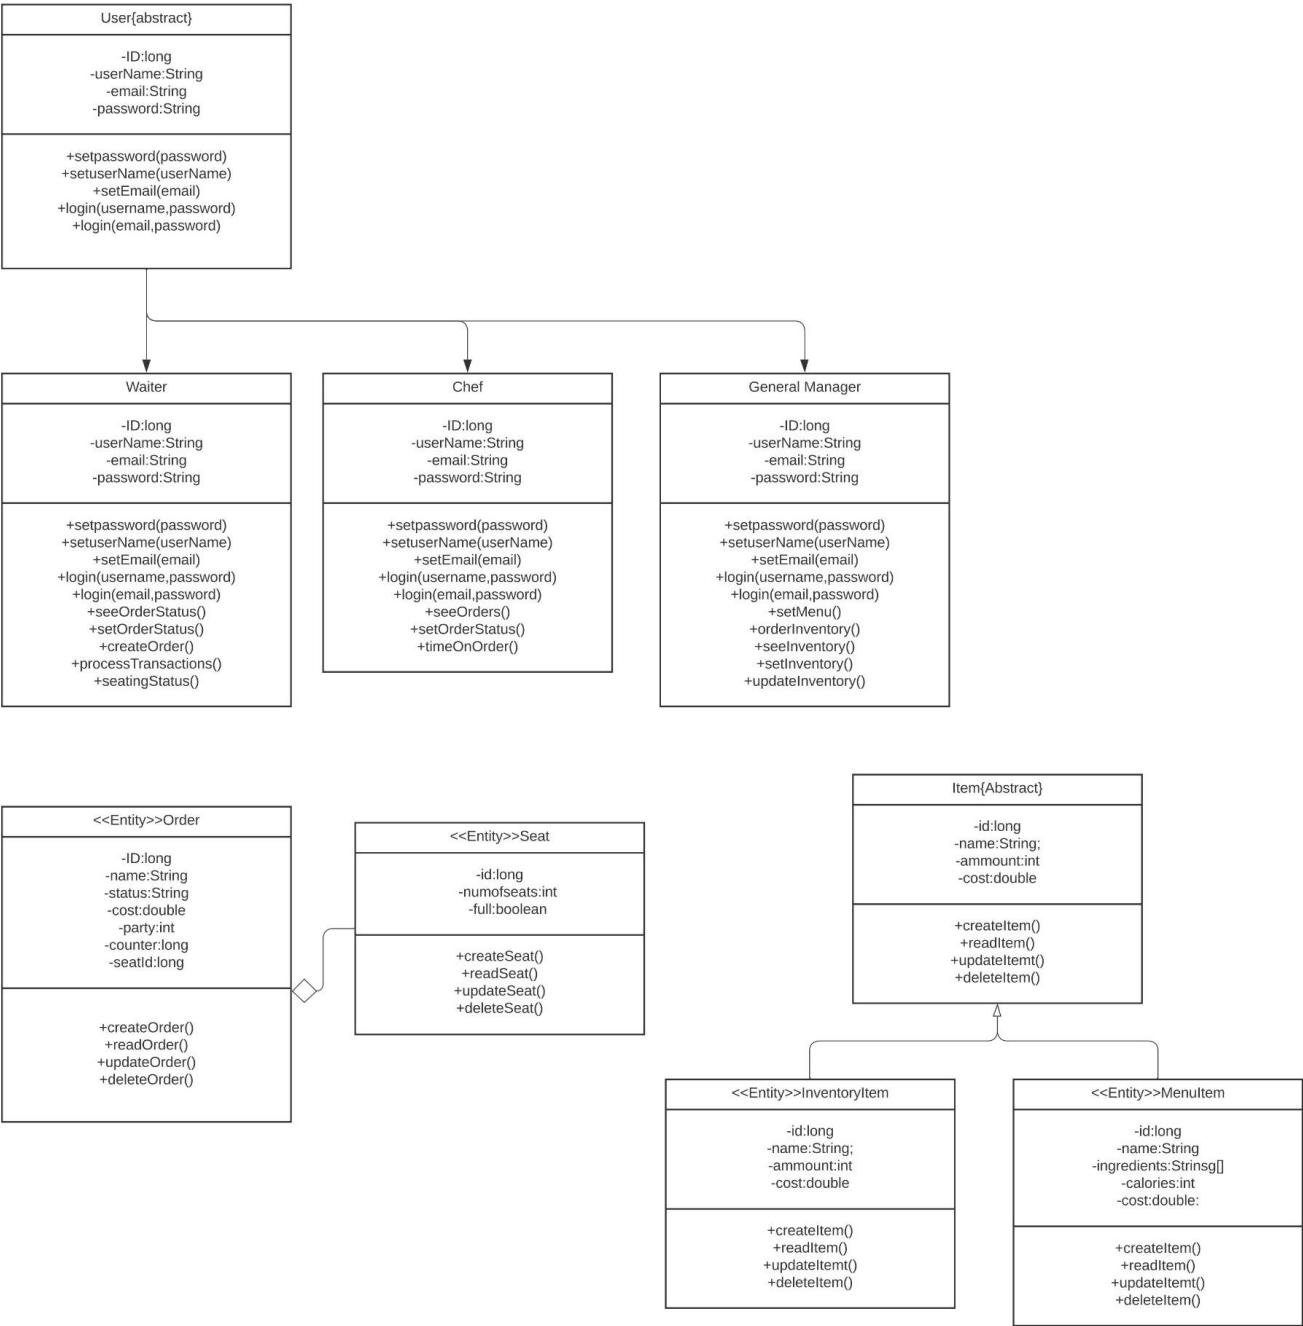 User{abstract}
-ID:long
-userName:String
-email:String
-password:String
+setpassword(password)
+setuserName(userName)
+setEmail(email)
+login(username,password)
+login(email,password)
Waiter
-ID:long
-userName:String
-email:String
-password:String
+setpassword(password)
+setuserName(userName)
+setEmail(email)
+login(username,password)
+login(email,password)
+seeOrderStatus()
+setOrderStatus()
+createOrder()
+processTransactions()
+seatingStatus()
Chef
-ID:long
-userName:String
-email:String
-password:String
+setpassword(password)
+setuserName(userName)
+setEmail(email)
+login(username,password)
+login(email,password)
+seeOrders()
+setOrderStatus()
+timeOnOrder()
General Manager
-ID:long
-userName:String
-email:String
-password:String
+setpassword(password)
+setuserName(userName)
+setEmail(email)
+login(username,password)
+login(email,password)
+setMenu()
+orderInventory()
+seeInventory()
+setInventory()
+updateInventory()
<<Entity>>Order
-ID:long
-name:String
-status:String
-cost:double
-party:int
-counter:long
-seatId:long
+createOrder()
+readOrder()
+updateOrder()
+deleteOrder()
<<Entity>>Seat
-id:long
-numofseats:int
-full:boolean
+createSeat()
+readSeat()
+updateSeat()
+deleteSeat()
Item{Abstract}
-id:long
-name:String;
-ammount:int
-cost:double
+createItem()
+readItem()
+updateItemt()
+deleteItem()
<<Entity>>InventoryItem
-id:long
-name:String;
-ammount:int
-cost:double
+createItem()
+readItem()
+updateItemt()
+deleteItem()
<<Entity>>MenuItem
-id:long
-name:String
-ingredients:Strinsg[]
-calories:int
-cost:double:
+createItem()
+readItem()
+updateItemt()
+deleteItem()